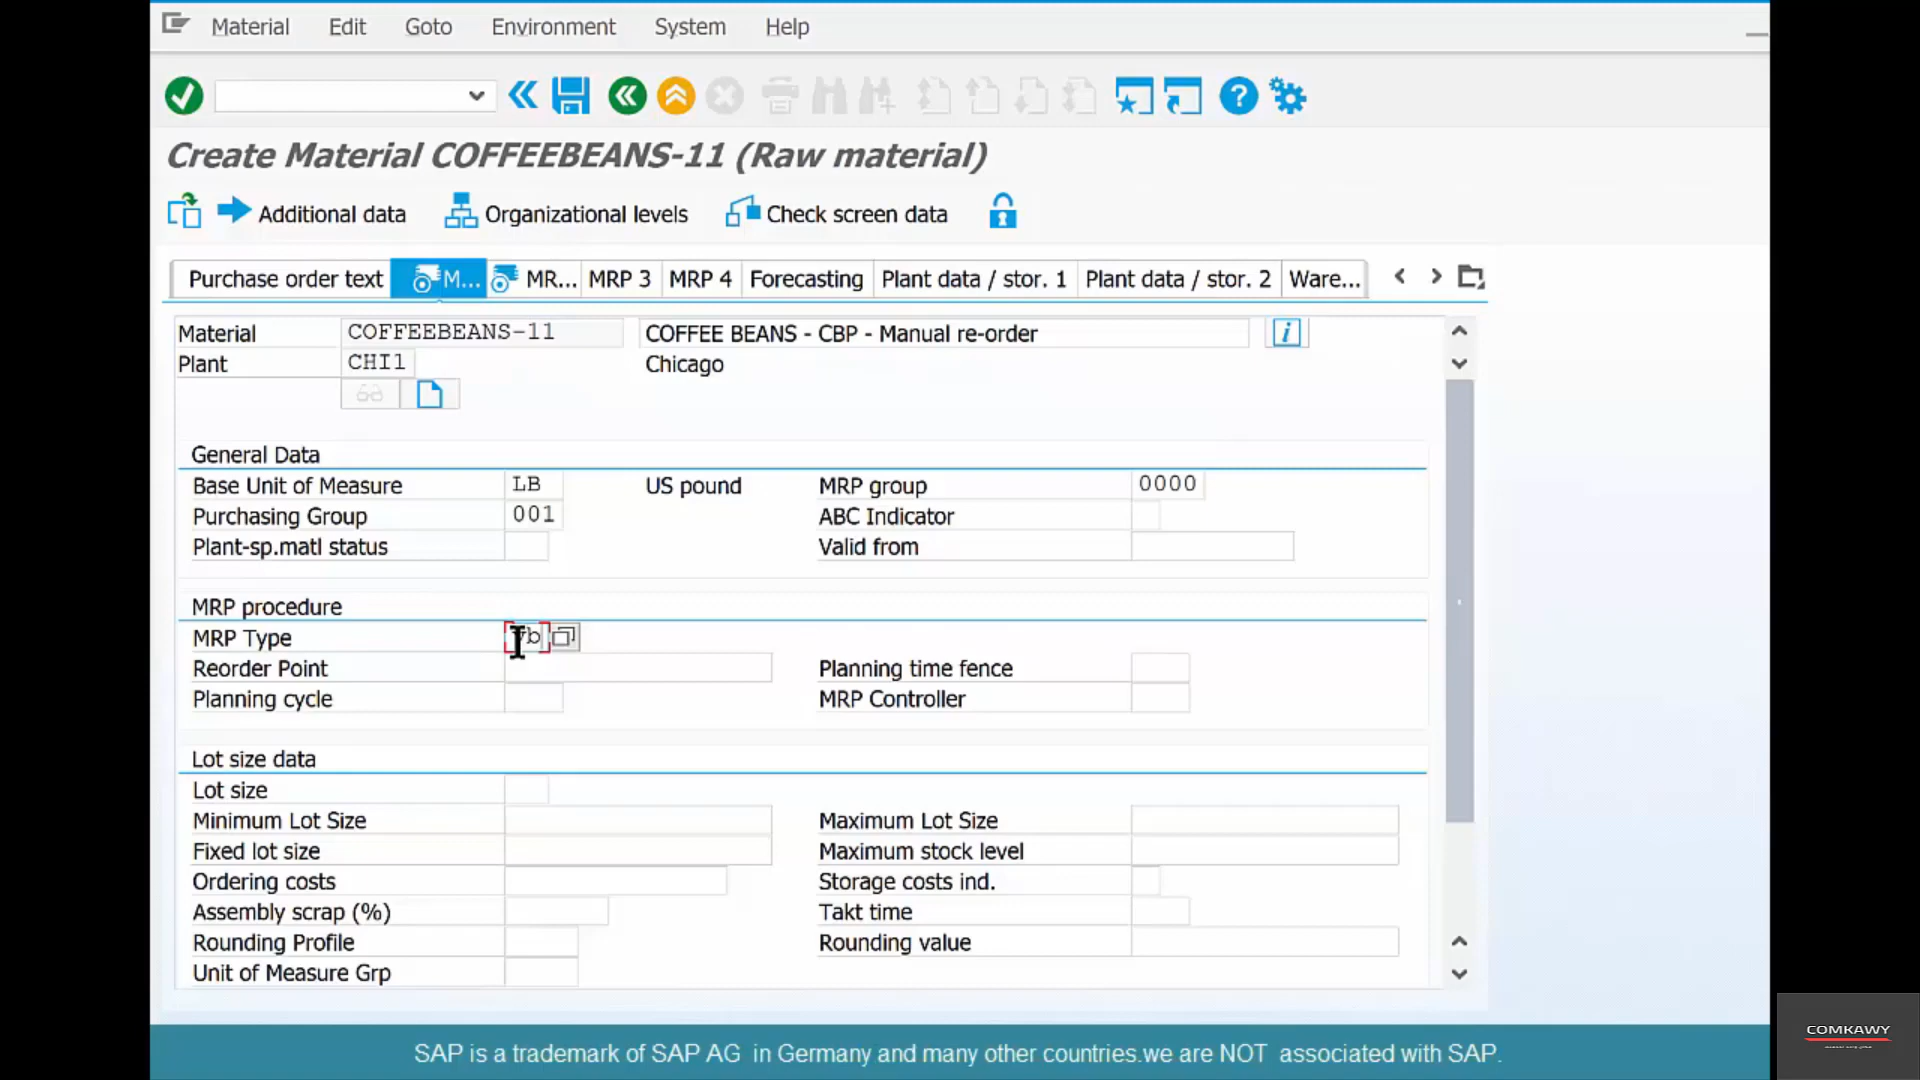 Material Edit Goto Environment System Help
Create Material COFFEEBEANS-11 (Raw material)
Additional data Organizational levels Check screen data
Purchase order text M... MR... MRP 3 MRP 4 Forecasting Plant data / stor. 1 Plant data / stor. 2 Ware...
Material COFFEEBEANS-11 COFFEE BEANS - CBP - Manual re-order
Plant CHI1 Chicago
General Data
Base Unit of Measure LB US pound MRP group 0000
Purchasing Group 001 ABC Indicator
Plant-sp.matl status Valid from
MRP procedure
MRP Type
Reorder Point Planning time fence
Planning cycle MRP Controller
Lot size data
Lot size
Minimum Lot Size Maximum Lot Size
Fixed lot size Maximum stock level
Ordering costs Storage costs ind.
Assembly scrap (%) Takt time
Rounding Profile Rounding value
Unit of Measure Grp
SAP is a trademark of SAP AG in Germany and many other countries.we are NOT associated with SAP.
COMKAWY